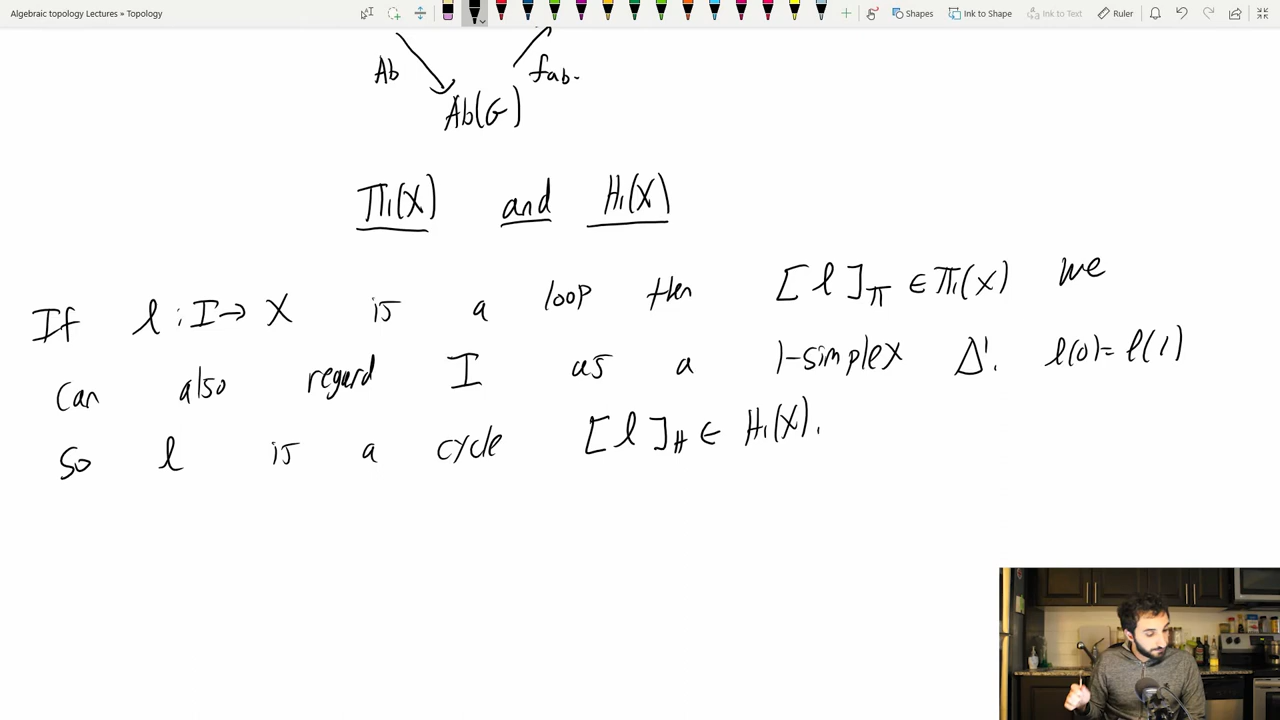 Algebraic topology Lectures » Topology
Shapes Ink to Shape Ink to Text Ruler
Ab fab.
Ab(G)
π₁(X) and H₁(X)
If l : I → X is a loop then [l]π ∈ π₁(X) we
can also regard I as a 1-simplex Δ¹. l(0)=l(1)
So l is a cycle [l]H ∈ H₁(X).